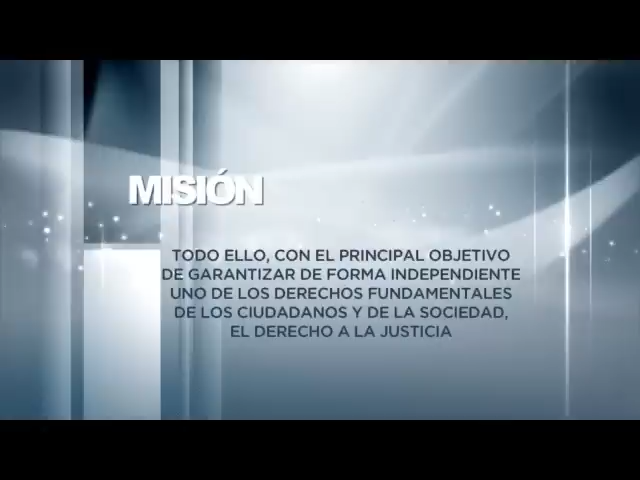 MISIÓN
TODO ELLO, CON EL PRINCIPAL OBJETIVO
DE GARANTIZAR DE FORMA INDEPENDIENTE
UNO DE LOS DERECHOS FUNDAMENTALES
DE LOS CIUDADANOS Y DE LA SOCIEDAD,
EL DERECHO A LA JUSTICIA